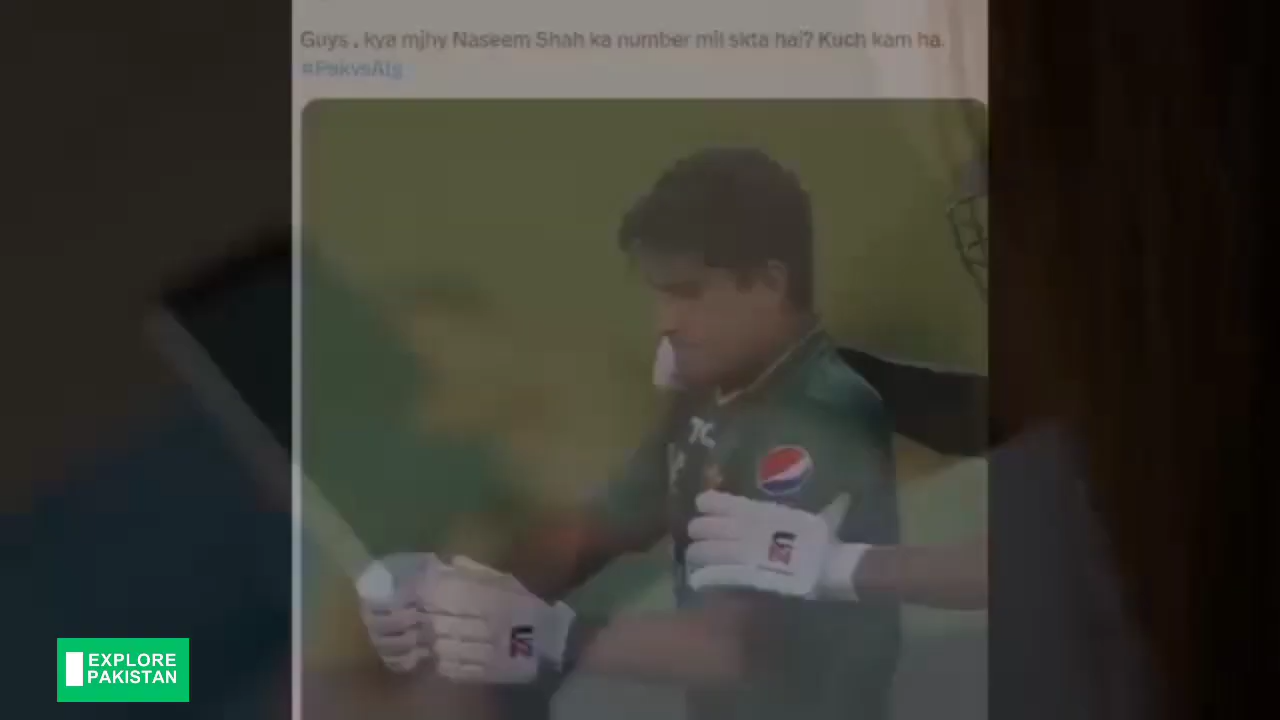 Guys , kya mjhy Naseem Shah ka number mil skta hai? Kuch kam ha.
#PakvsAfg
EXPLORE
PAKISTAN